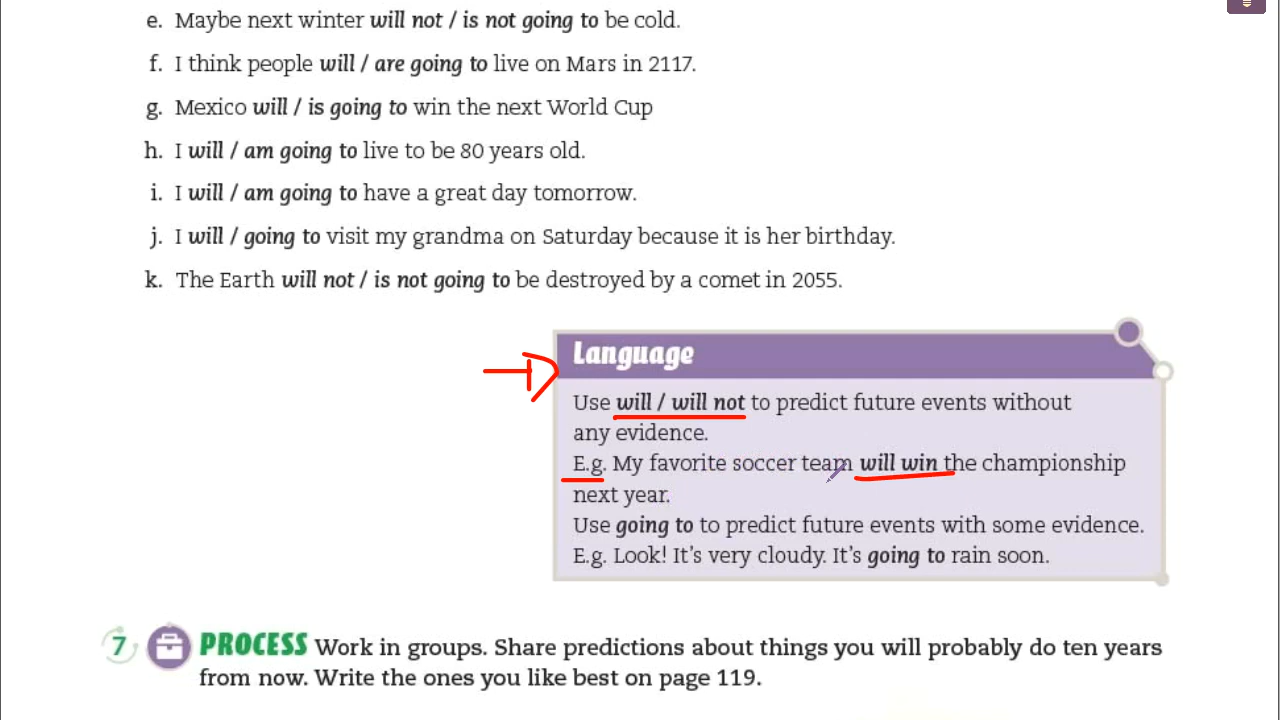 e. Maybe next winter will not / is not going to be cold.
f. I think people will / are going to live on Mars in 2117.
g. Mexico will / is going to win the next World Cup
h. I will / am going to live to be 80 years old.
i. I will / am going to have a great day tomorrow.
j. I will / going to visit my grandma on Saturday because it is her birthday.
k. The Earth will not / is not going to be destroyed by a comet in 2055.
Language
Use will / will not to predict future events without
any evidence.
E.g. My favorite soccer team will win the championship
next year.
Use going to to predict future events with some evidence.
E.g. Look! It's very cloudy. It's going to rain soon.
7 PROCESS Work in groups. Share predictions about things you will probably do ten years
from now. Write the ones you like best on page 119.